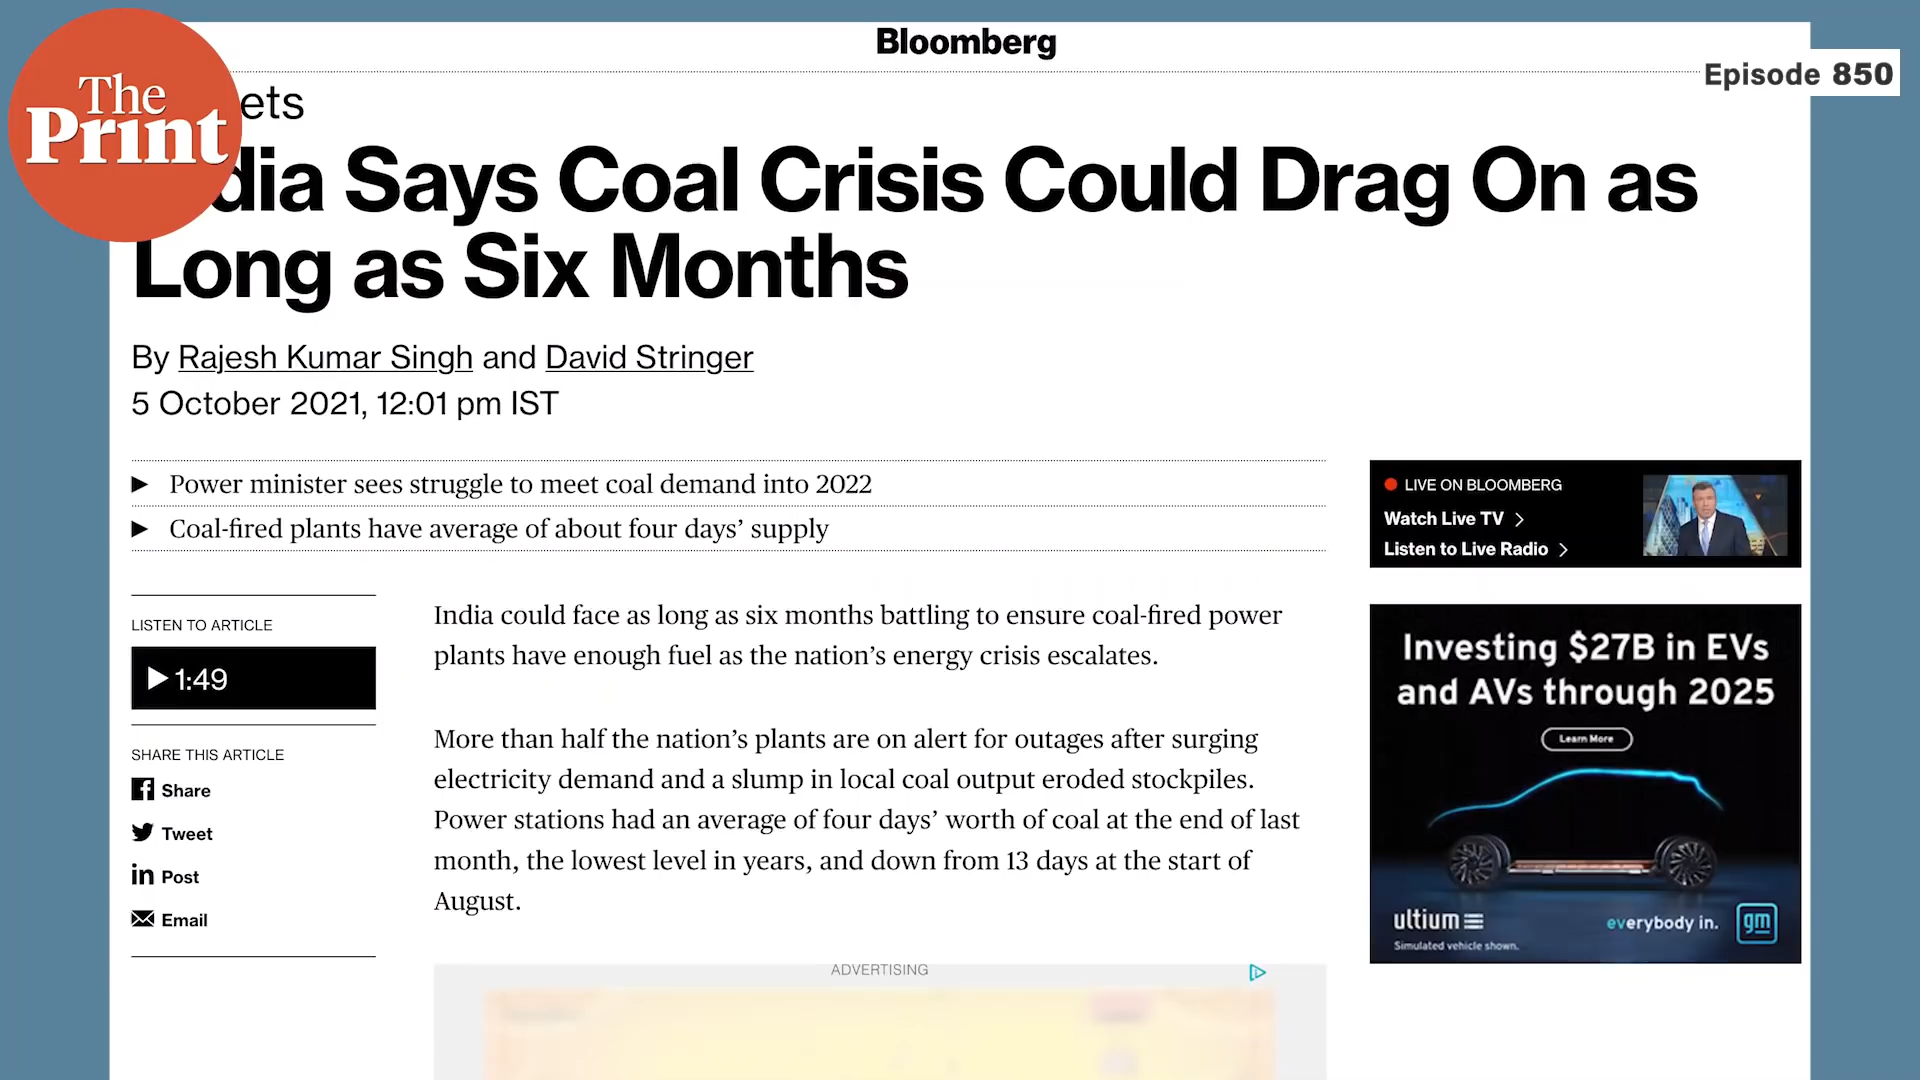 The
Print
Bloomberg
Episode 850
ets
dia Says Coal Crisis Could Drag On as
Long as Six Months
By Rajesh Kumar Singh and David Stringer
5 October 2021, 12:01 pm IST
► Power minister sees struggle to meet coal demand into 2022
► Coal-fired plants have average of about four days’ supply
LISTEN TO ARTICLE
1:49
SHARE THIS ARTICLE
Share
Tweet
Post
Email
India could face as long as six months battling to ensure coal-fired power
plants have enough fuel as the nation’s energy crisis escalates.
More than half the nation’s plants are on alert for outages after surging
electricity demand and a slump in local coal output eroded stockpiles.
Power stations had an average of four days’ worth of coal at the end of last
month, the lowest level in years, and down from 13 days at the start of
August.
ADVERTISING
LIVE ON BLOOMBERG
Watch Live TV
Listen to Live Radio
Investing $27B in EVs
and AVs through 2025
Learn More
ultium
everybody in.
gm
Simulated vehicle shown.